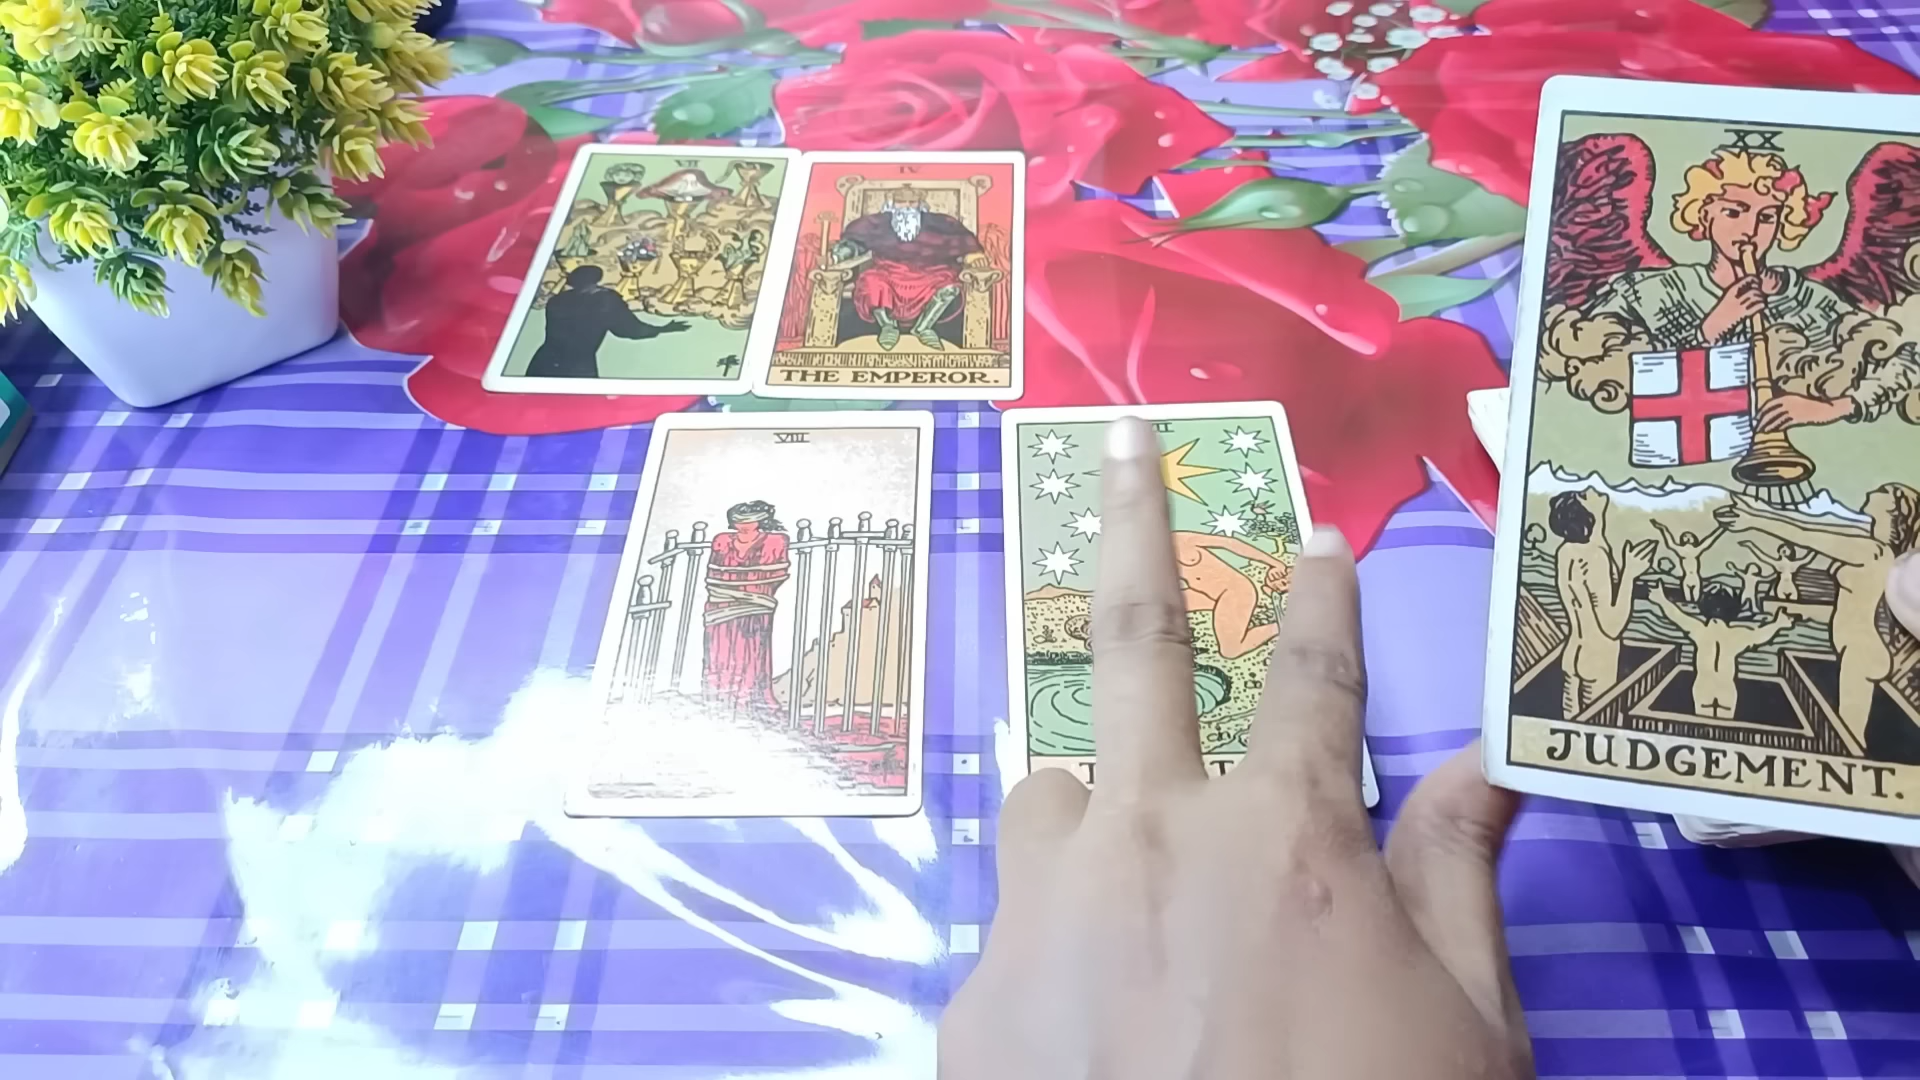 VII
IV
THE EMPEROR.
VIII
XX
JUDGEMENT.